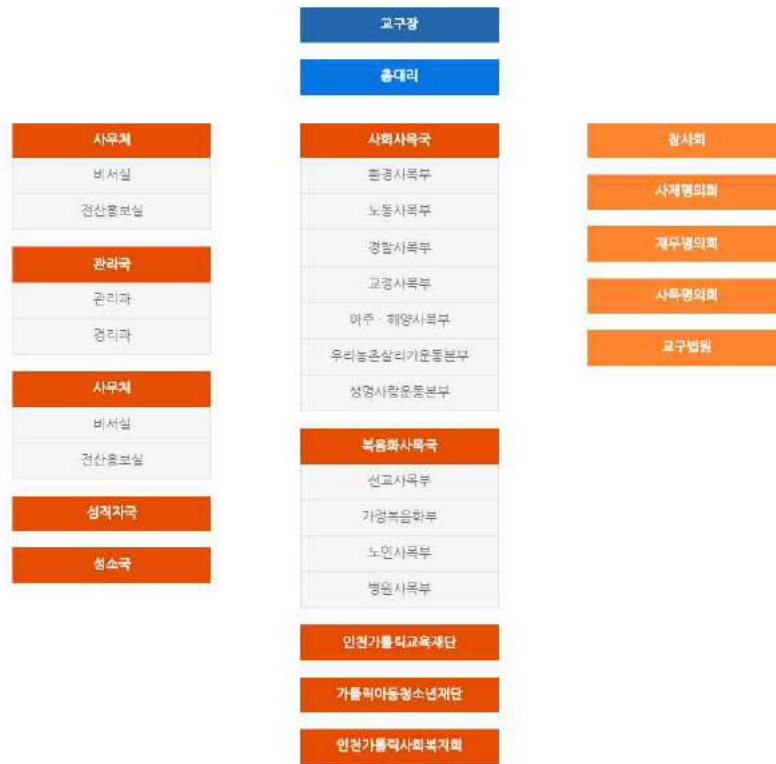 교구장
총대리
사무처
비서실
전산홍보실
관리국
관리과
경리과
사무처
비서실
전산홍보실
성직자국
성소국
사회사목국
환경사목부
노동사목부
경찰사목부
교정사목부
이주 · 해양사목부
우리농촌살리기운동본부
생명사랑운동본부
복음화사목국
선교사목부
가정복음화부
노인사목부
병원사목부
인천가톨릭교육재단
가톨릭아동청소년재단
인천가톨릭사회복지회
참사회
사제평의회
재무평의회
사목평의회
교구법원